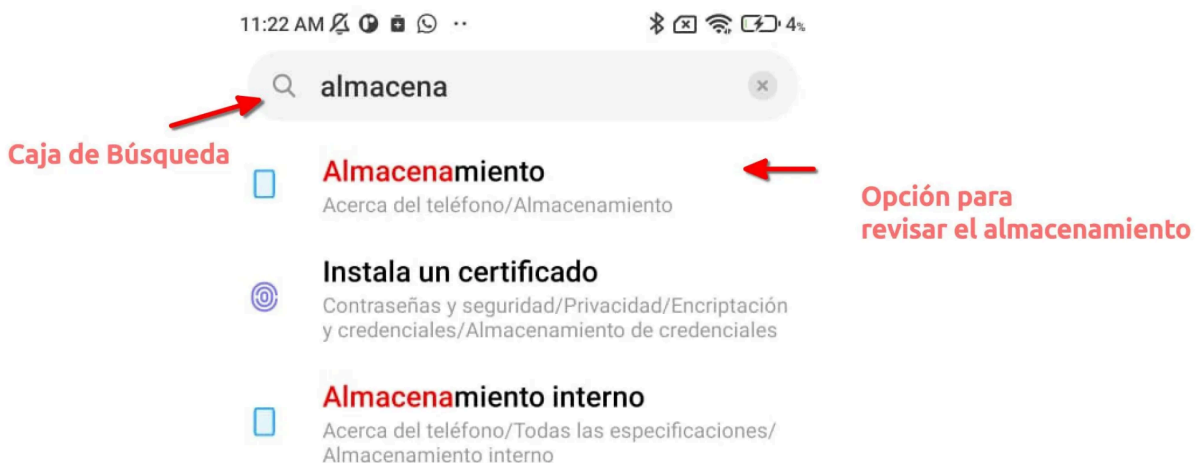 11:22 AM 4%
almacena
Caja de Búsqueda
Almacenamiento
Acerca del teléfono/Almacenamiento
Opción para
revisar el almacenamiento
Instala un certificado
Contraseñas y seguridad/Privacidad/Encriptación
y credenciales/Almacenamiento de credenciales
Almacenamiento interno
Acerca del teléfono/Todas las especificaciones/
Almacenamiento interno